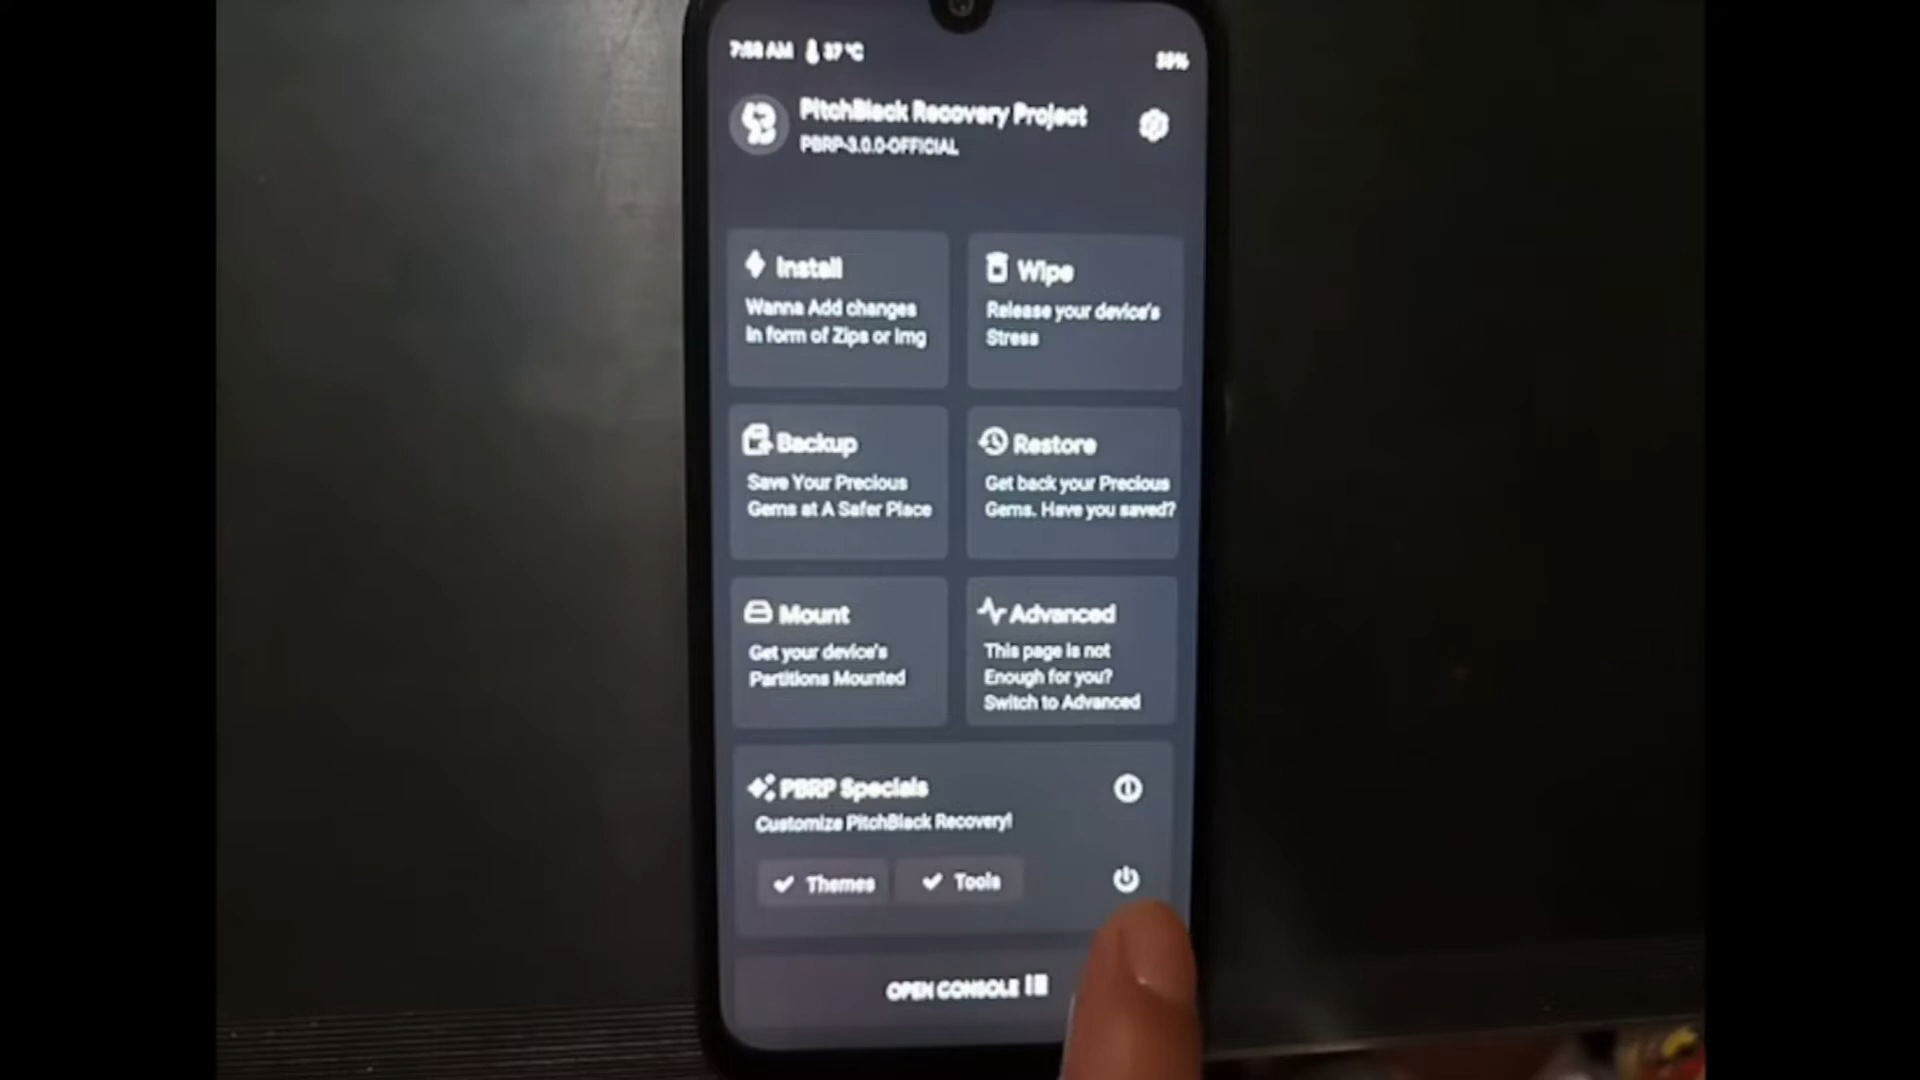 37 °C
PitchBlack Recovery Project
PBRP-3.0.0-OFFICIAL
Install
Wanna Add changes
In form of Zips or Img
Wipe
Release your device's
Stress
Backup
Save Your Precious
Gems at A Safer Place
Restore
Get back your Precious
Gems. Have you saved?
Mount
Get your device's
Partitions Mounted
Advanced
This page is not
Enough for you?
Switch to Advanced
PBRP Specials
Customize PitchBlack Recovery!
Themes
Tools
OPEN CONSOLE